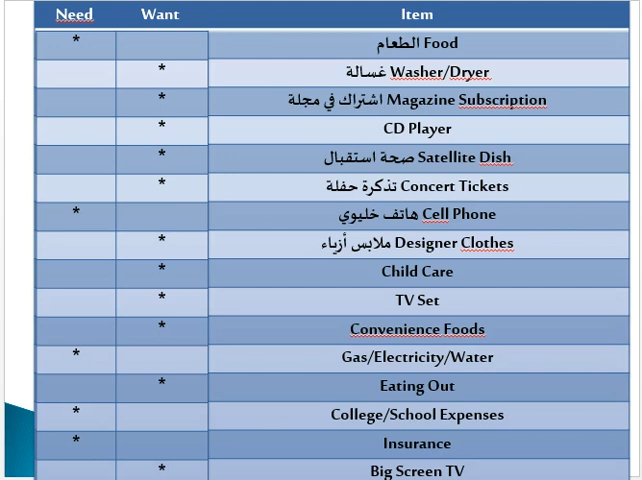 Need Want Item
* الطعام Food
* غسالة Washer/Dryer
* اشتراك في مجلة Magazine Subscription
* CD Player
* صحة استقبال Satellite Dish
* تذكرة حفلة Concert Tickets
* هاتف خليوي Cell Phone
* ملابس أزياء Designer Clothes
* Child Care
* TV Set
* Convenience Foods
* Gas/Electricity/Water
* Eating Out
* College/School Expenses
* Insurance
* Big Screen TV